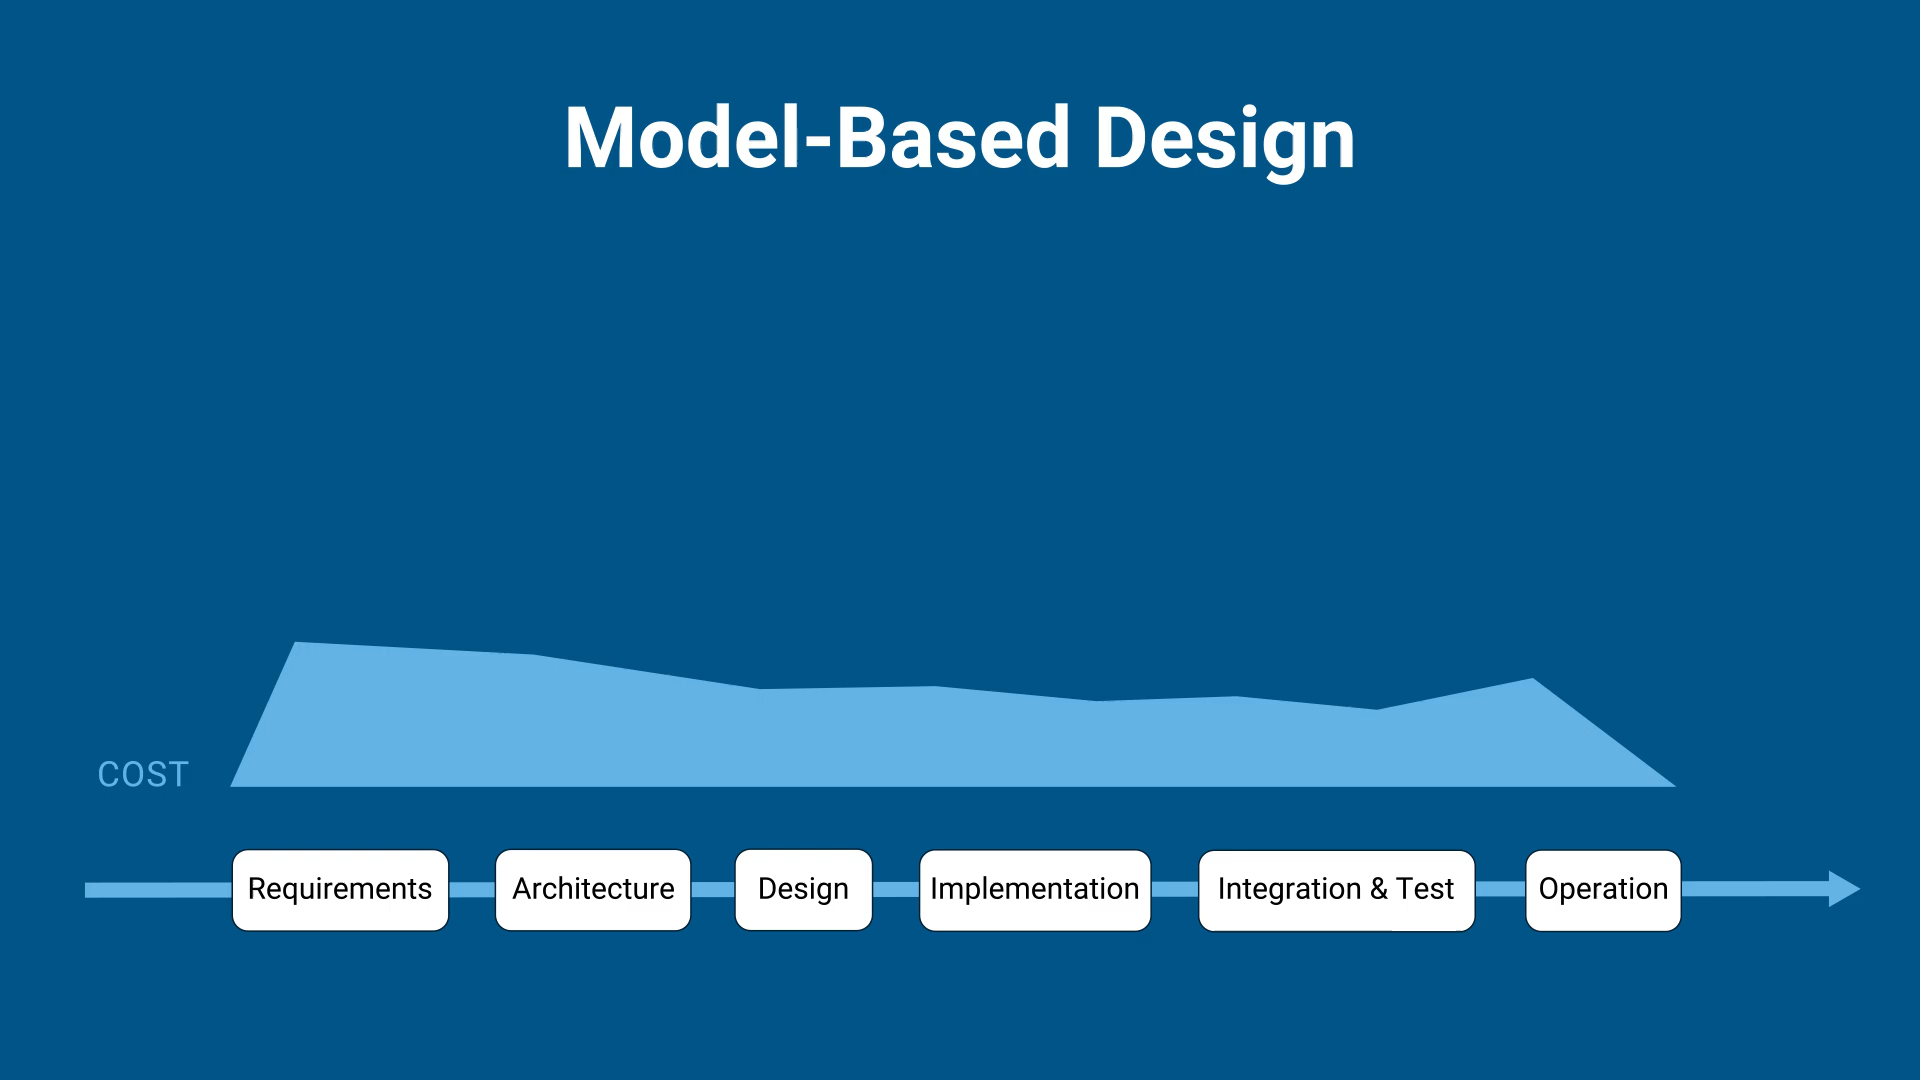 Model-Based Design
COST
Requirements
Architecture
Design
Implementation
Integration & Test
Operation